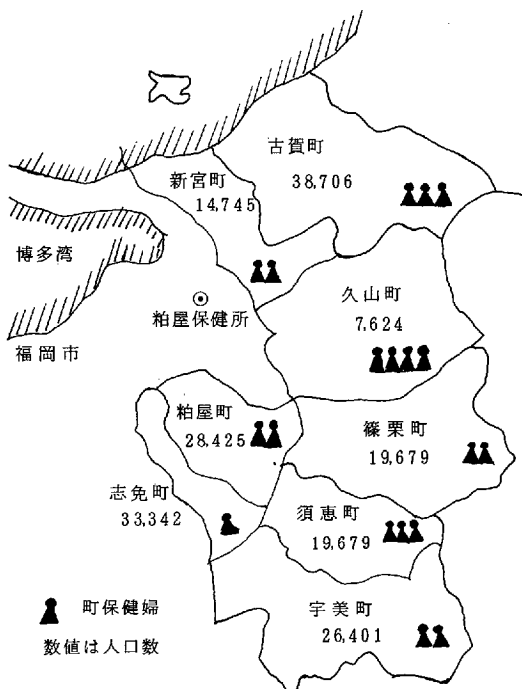 古賀町
38,706
新宮町
14,745
博多湾
久山町
7,624
粕屋保健所
福岡市
粕屋町
28,425
篠栗町
19,679
志免町
33,342
須恵町
19,679
宇美町
26,401
町保健婦
数値は人口数